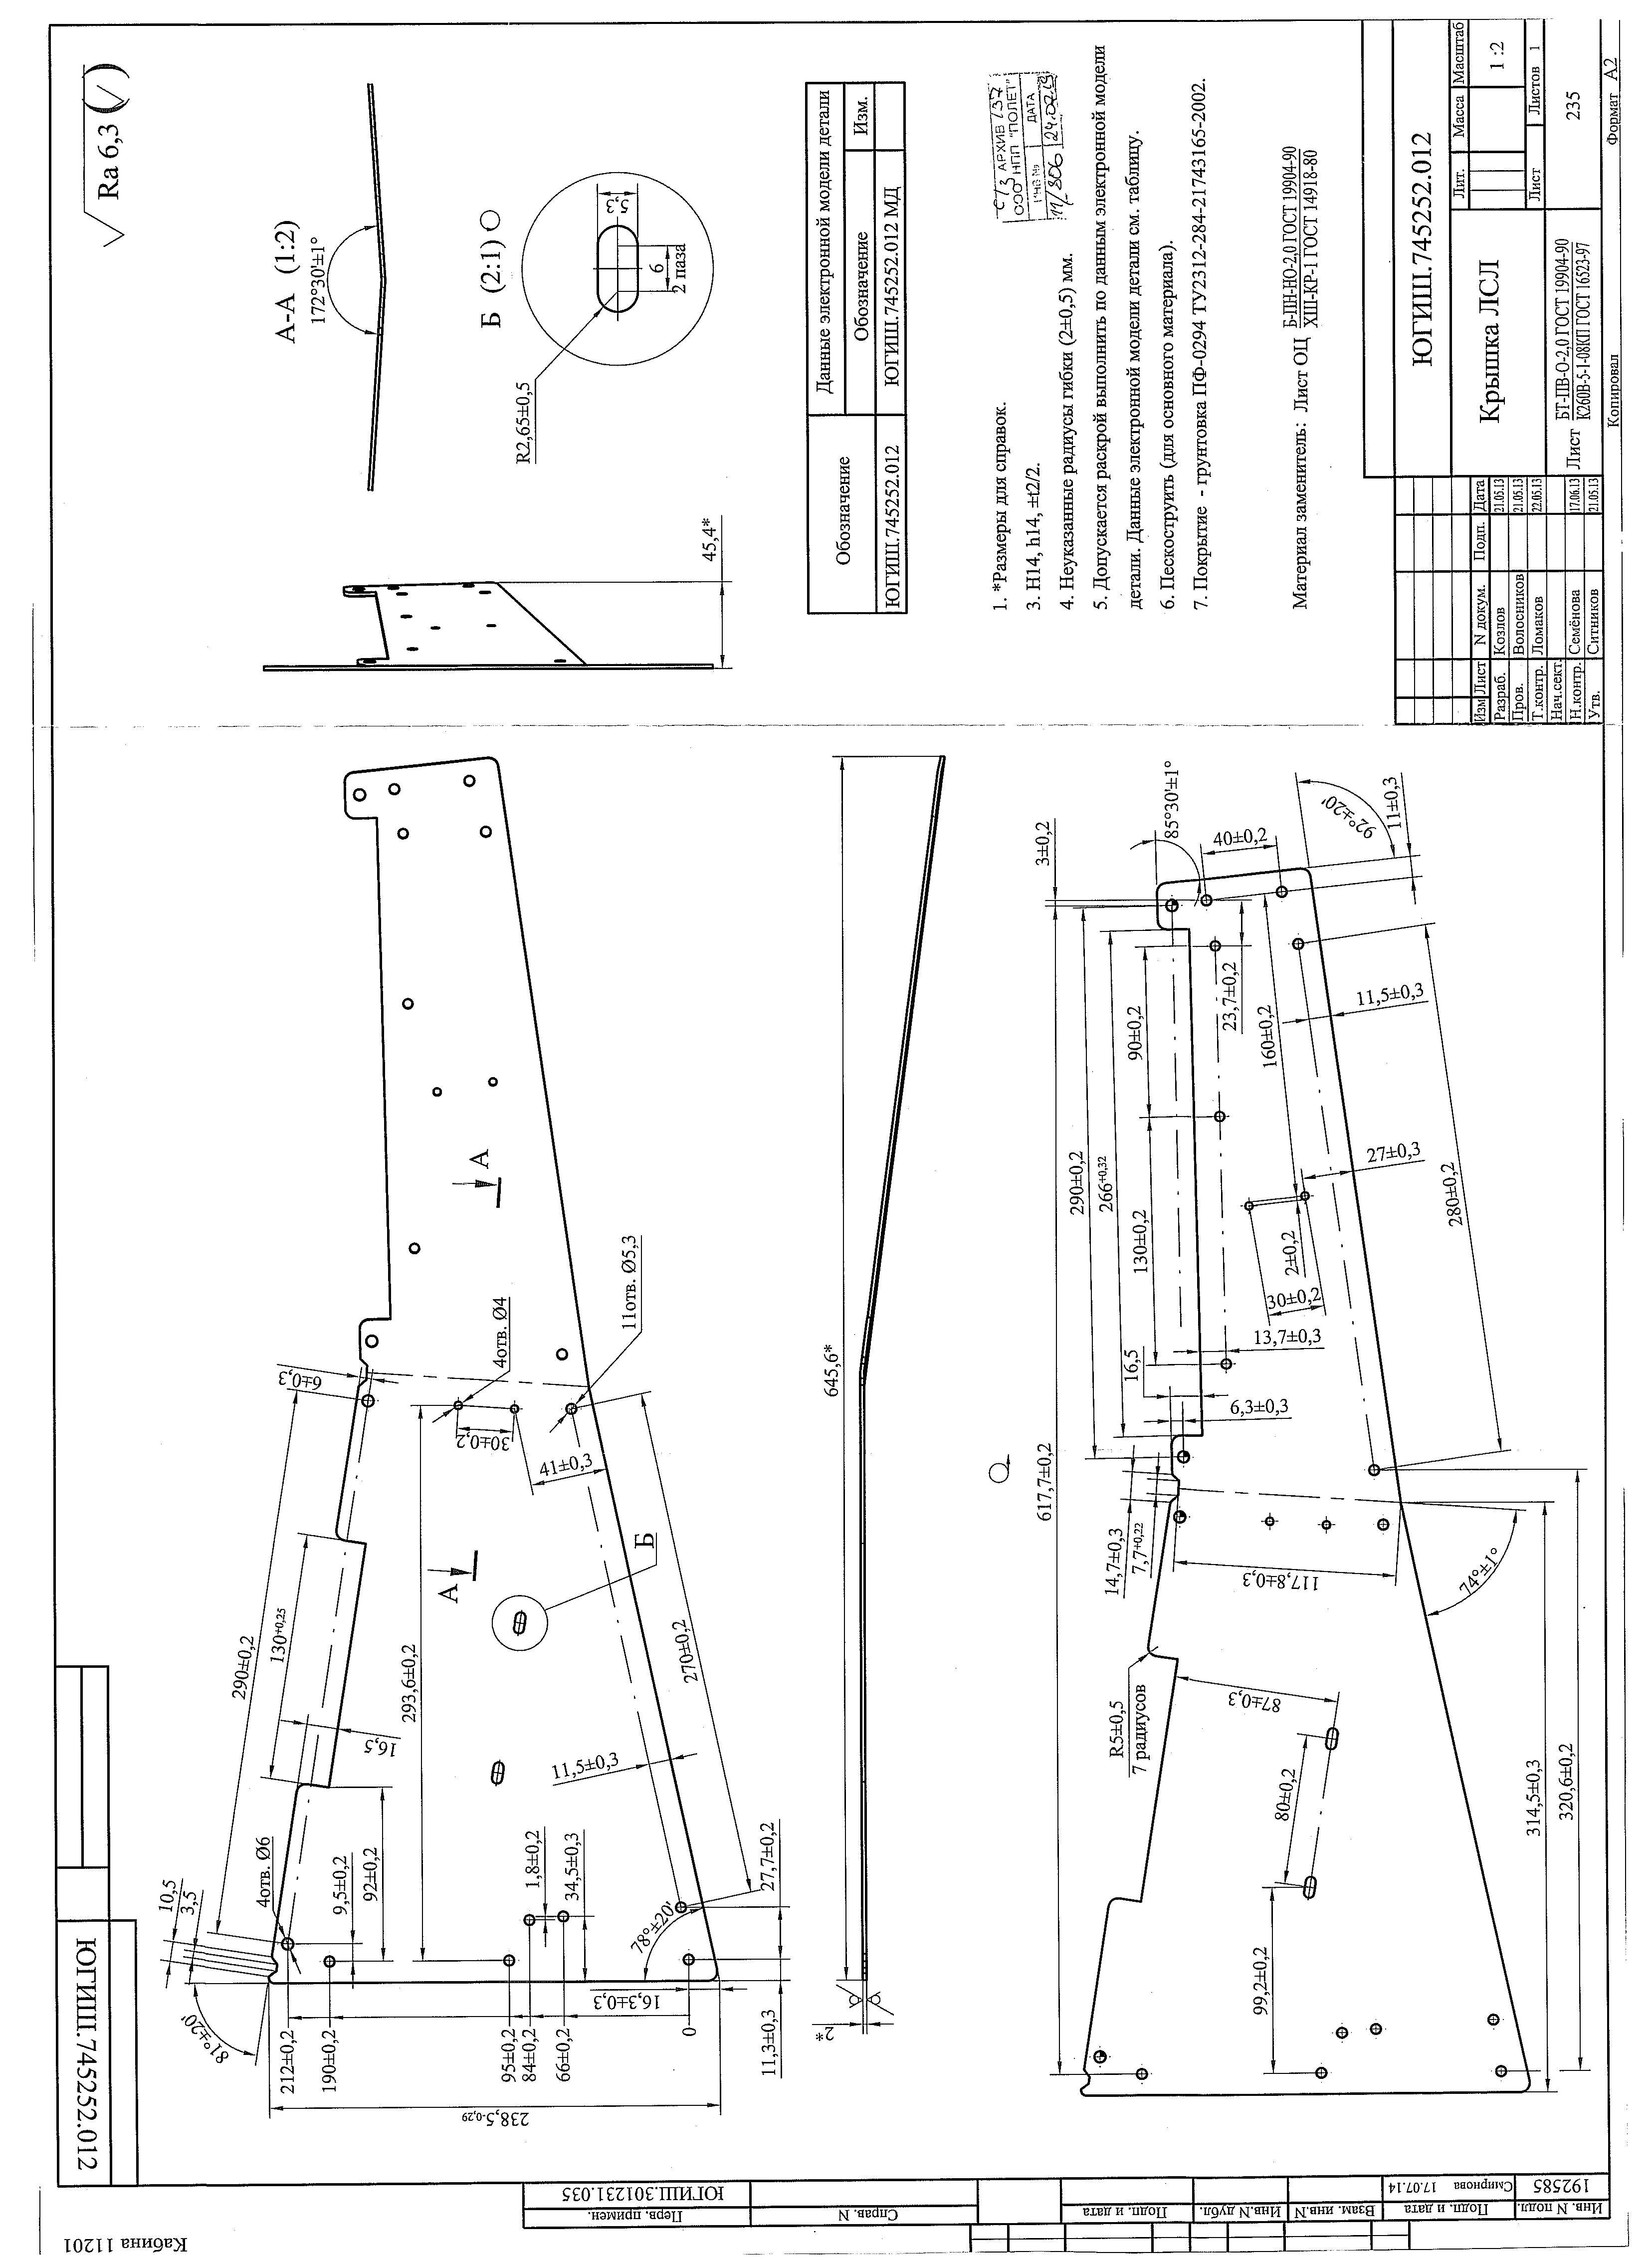 Кабина 11201
ЮГИШ.745252.012
Ra 6,3 (√)
Перв. примен.
ЮГИШ.301231.035
Справ. N
Подп. и дата
Инв.N дубл.
Взам. инв.N
Подп. и дата
Смирнова 17.07.14
Инв. N подл.
192585
81°±20'
10,5
3,5
290±0,2
130+0,25
16,5
6±0,3
4отв. Ø6
9,5±0,2
92±0,2
293,6±0,2
30±0,2
4отв. Ø4
41±0,3
11отв. Ø5,3
А
А
Б
1,8±0,2
34,5±0,3
11,5±0,3
270±0,2
78°±20'
27,7±0,2
212±0,2
190±0,2
95±0,2
84±0,2
66±0,2
0
16,3±0,3
11,3±0,3
238,5-0,29
45,4*
А-А (1:2)
172°30'±1°
Б (2:1)
R2,65±0,5
5,3
6
2 паза
645,6*
2*
617,7±0,2
290±0,2
266+0,32
3±0,2
85°30'±1°
40±0,2
92°±20'
11±0,3
90±0,2
23,7±0,2
160±0,2
11,5±0,3
130±0,2
2±0,2
30±0,2
27±0,3
280±0,2
16,5
13,7±0,3
6,3±0,3
14,7±0,3
7,7+0,22
117,8±0,3
74°±1°
R5±0,5
7 радиусов
87±0,3
80±0,2
99,2±0,2
314,5±0,3
320,6±0,2
Обозначение
Данные электронной модели детали
Обозначение
Изм.
ЮГИШ.745252.012
ЮГИШ.745252.012 МД
СТЗ АРХИВ 137
ООО НПП "ПОЛЕТ"
ИНВ №
ДАТА
11/806
24.02.19
1. *Размеры для справок.
3. H14, h14, ±t2/2.
4. Неуказанные радиусы гибки (2±0,5) мм.
5. Допускается раскрой выполнить по данным электронной модели
детали. Данные электронной модели детали см. таблицу.
6. Пескоструить (для основного материала).
7. Покрытие - грунтовка ПФ-0294 ТУ2312-284-21743165-2002.
Материал заменитель: Лист ОЦ Б-ПН-НО-2,0 ГОСТ 19904-90
ХШ-КР-1 ГОСТ 14918-80
ЮГИШ.745252.012
Изм
Лист
N докум.
Подп.
Дата
Разраб.
Козлов
21.05.13
Пров.
Волосников
21.05.13
Т.контр.
Ломаков
22.05.13
Нач.сект.
Н.контр.
Семёнова
17.06.13
Утв.
Ситников
21.05.13
Крышка ЛСЛ
Лит.
Масса
Масштаб
1 :2
Лист
Листов 1
Лист БТ-ПВ-О-2,0 ГОСТ 19904-90
К260В-5-1-08КП ГОСТ 16523-97
235
Копировал
Формат А2